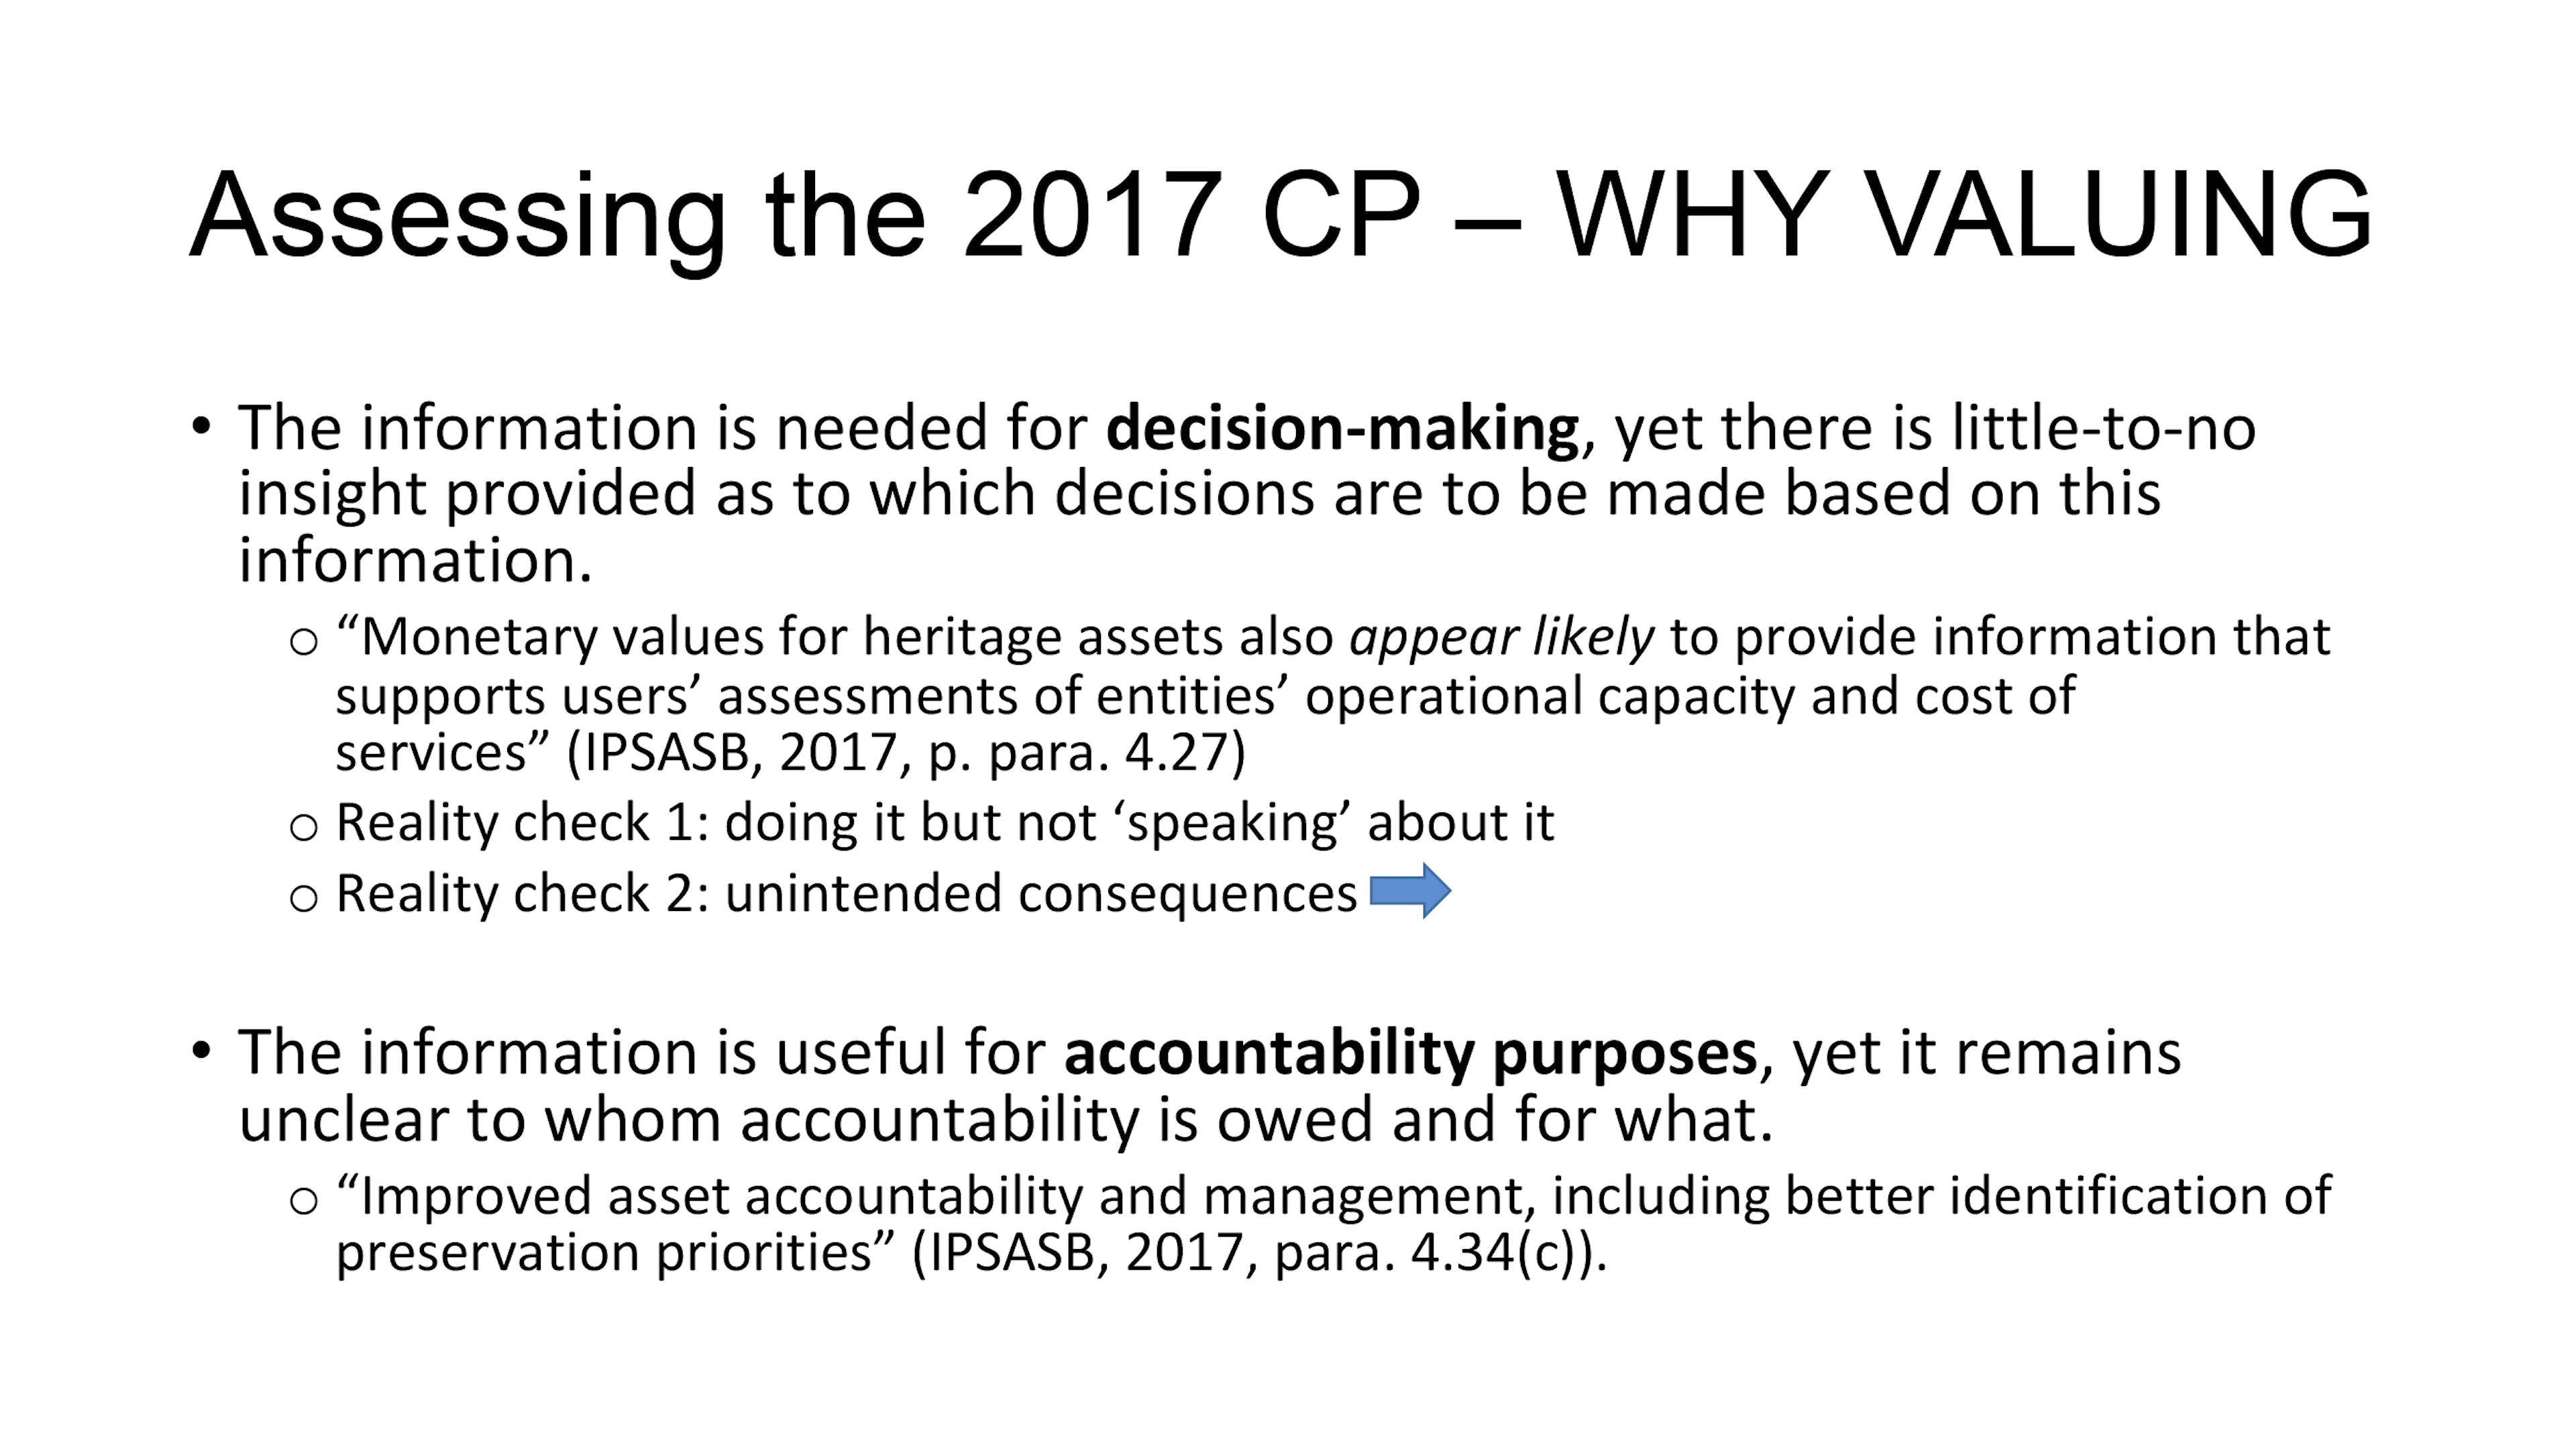 Assessing the 2017 CP – WHY VALUING
• The information is needed for decision-making, yet there is little-to-no
insight provided as to which decisions are to be made based on this
information.
o “Monetary values for heritage assets also appear likely to provide information that
supports users’ assessments of entities’ operational capacity and cost of
services” (IPSASB, 2017, p. para. 4.27)
o Reality check 1: doing it but not ‘speaking’ about it
o Reality check 2: unintended consequences
• The information is useful for accountability purposes, yet it remains
unclear to whom accountability is owed and for what.
o “Improved asset accountability and management, including better identification of
preservation priorities” (IPSASB, 2017, para. 4.34(c)).